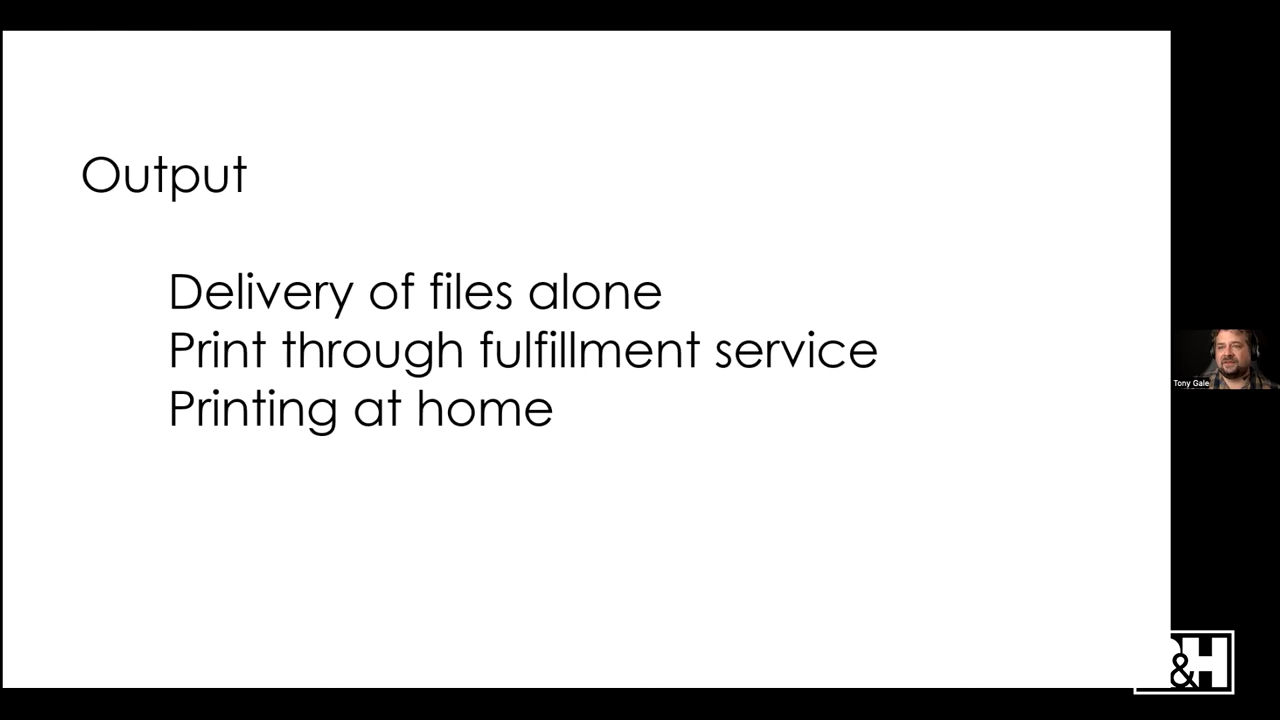 Output
Delivery of files alone
Print through fulfillment service
Printing at home
Tony Gale
&H